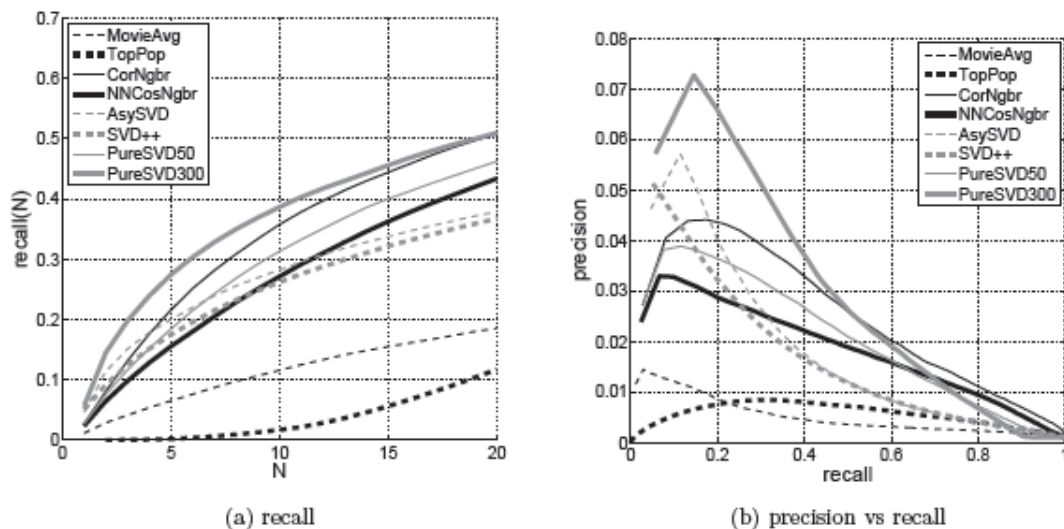 0.7
0.6
0.5
0.4
0.3
0.2
0.1
0
recall(N)
MovieAvg
TopPop
CorNgbr
NNCosNgbr
AsySVD
SVD++
PureSVD50
PureSVD300
0 5 10 15 20
N
(a) recall
0.08
0.07
0.06
0.05
0.04
0.03
0.02
0.01
0
precision
MovieAvg
TopPop
CorNgbr
NNCosNgbr
AsySVD
SVD++
PureSVD50
PureSVD300
0 0.2 0.4 0.6 0.8 1
recall
(b) precision vs recall